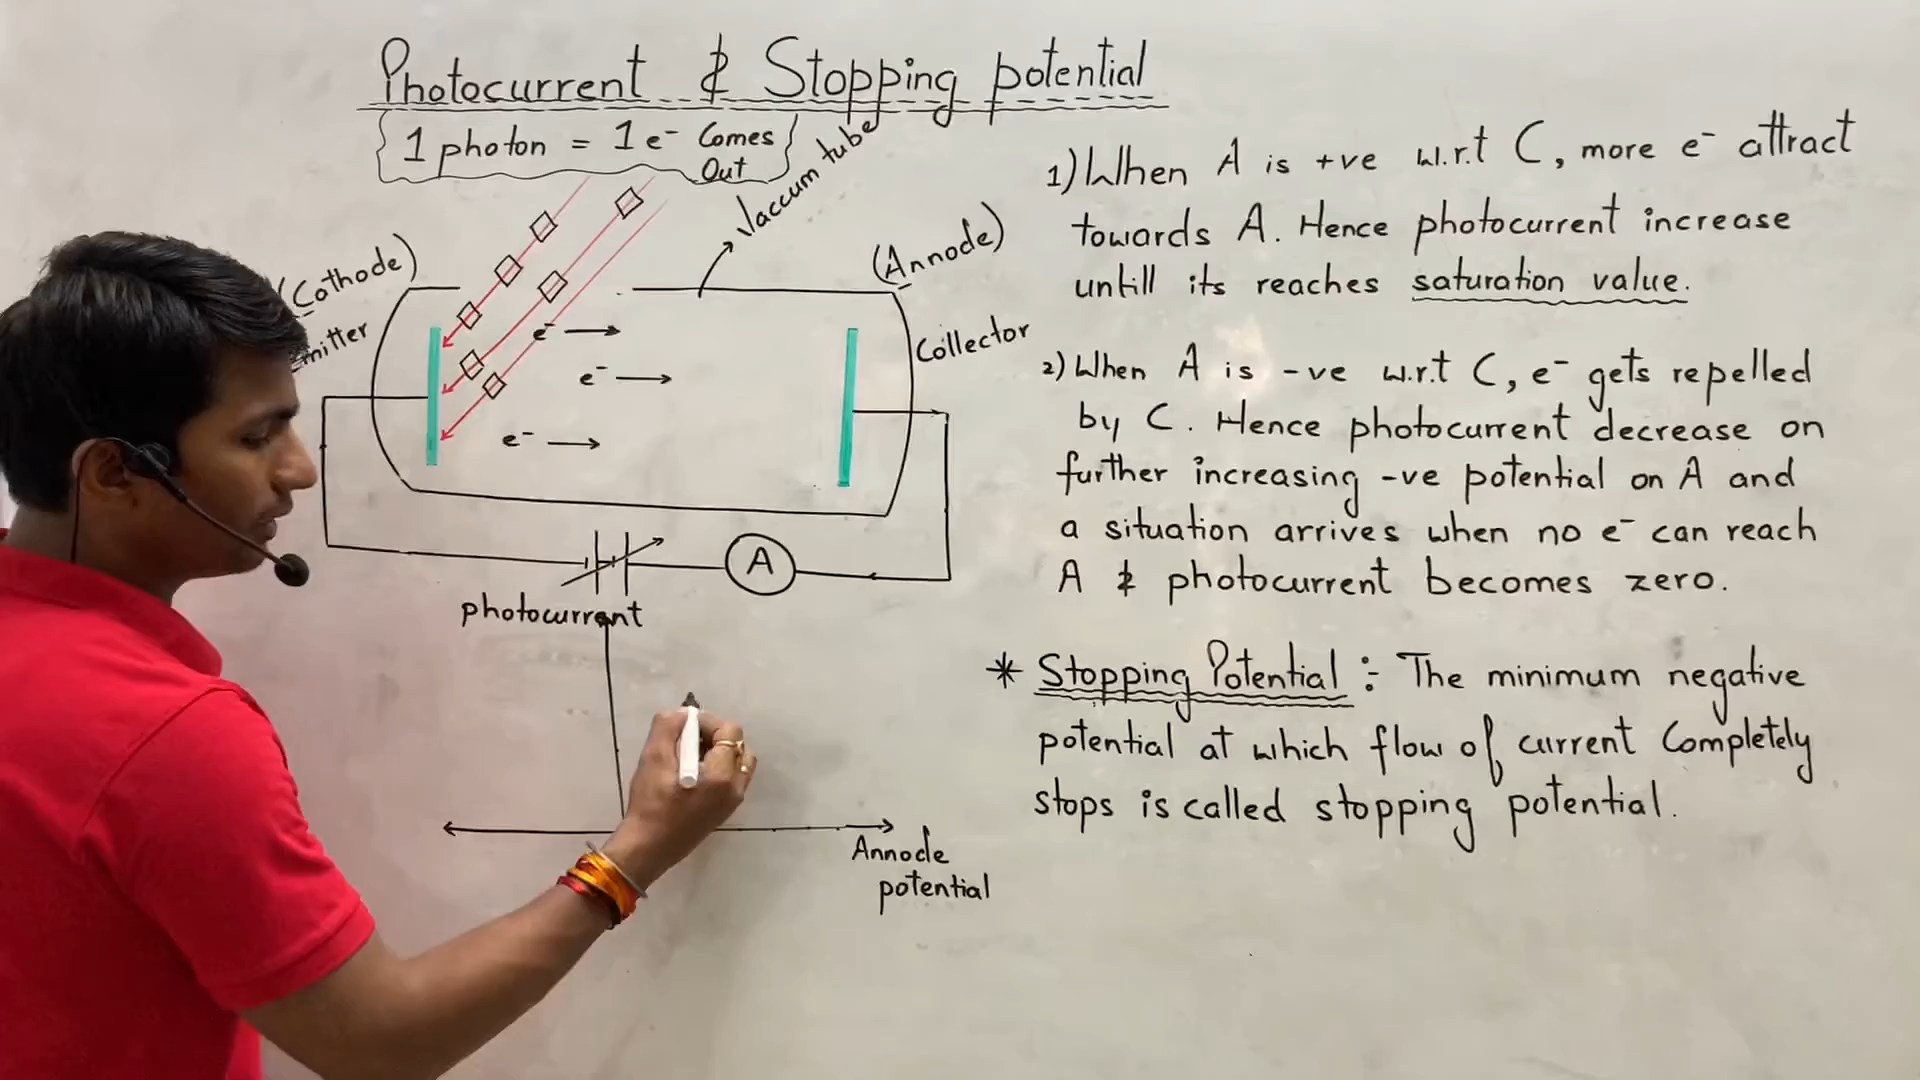 Photocurrent & Stopping potential
1 photon = 1 e- Comes
Out
Vaccum tube
(Cathode)
(Annode)
Collector
e-
e-
e-
A
photocurrent
Annode
potential
1) When A is +ve w.r.t C, more e- attract
towards A. Hence photocurrent increase
untill its reaches saturation value.
2) When A is -ve w.r.t C, e- gets repelled
by C. Hence photocurrent decrease on
further increasing -ve potential on A and
a situation arrives when no e- can reach
A & photocurrent becomes zero.
* Stopping Potential :- The minimum negative
potential at which flow of current Completely
stops is called stopping potential.